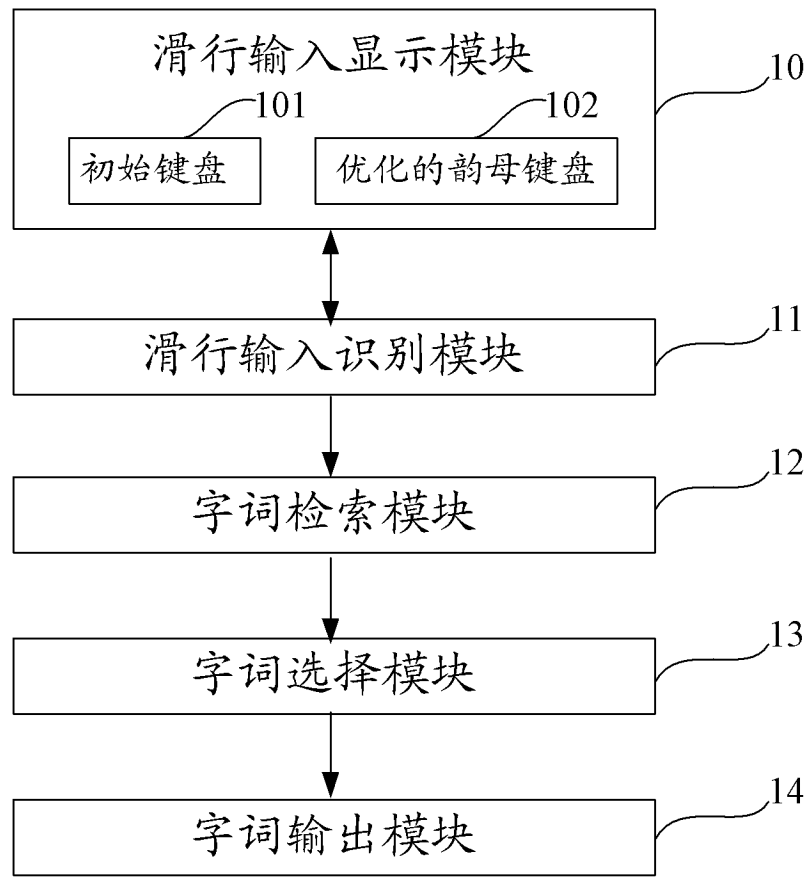 滑行输入显示模块
10
101
102
初始键盘
优化的韵母键盘
11
滑行输入识别模块
12
字词检索模块
13
字词选择模块
14
字词输出模块